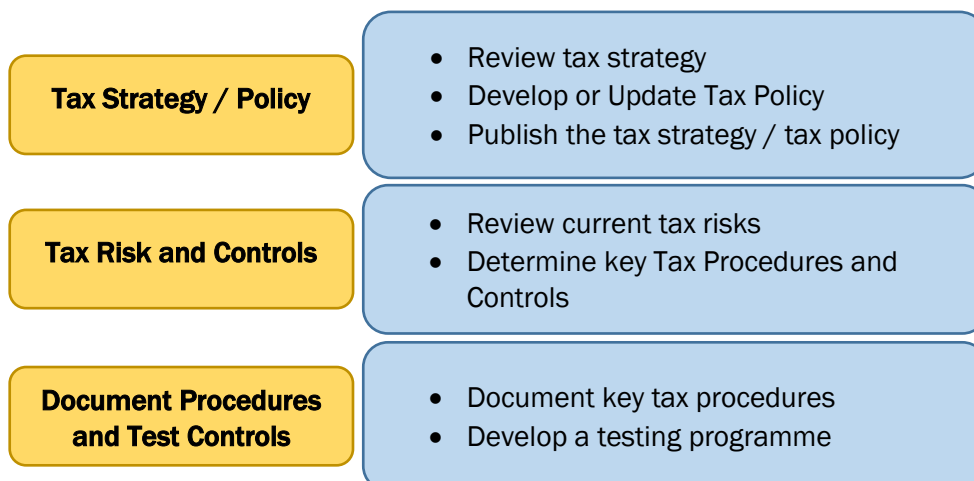 Tax Strategy / Policy
• Review tax strategy
• Develop or Update Tax Policy
• Publish the tax strategy / tax policy
Tax Risk and Controls
• Review current tax risks
• Determine key Tax Procedures and
Controls
Document Procedures
and Test Controls
• Document key tax procedures
• Develop a testing programme